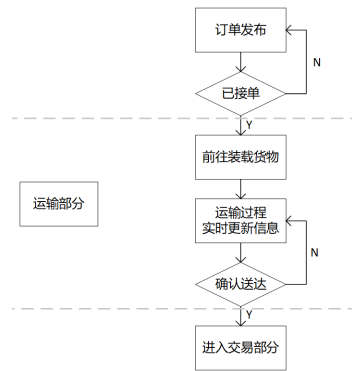 订单发布
N
已接单
Y
前往装载货物
运输部分
运输过程
实时更新信息
N
确认送达
Y
进入交易部分